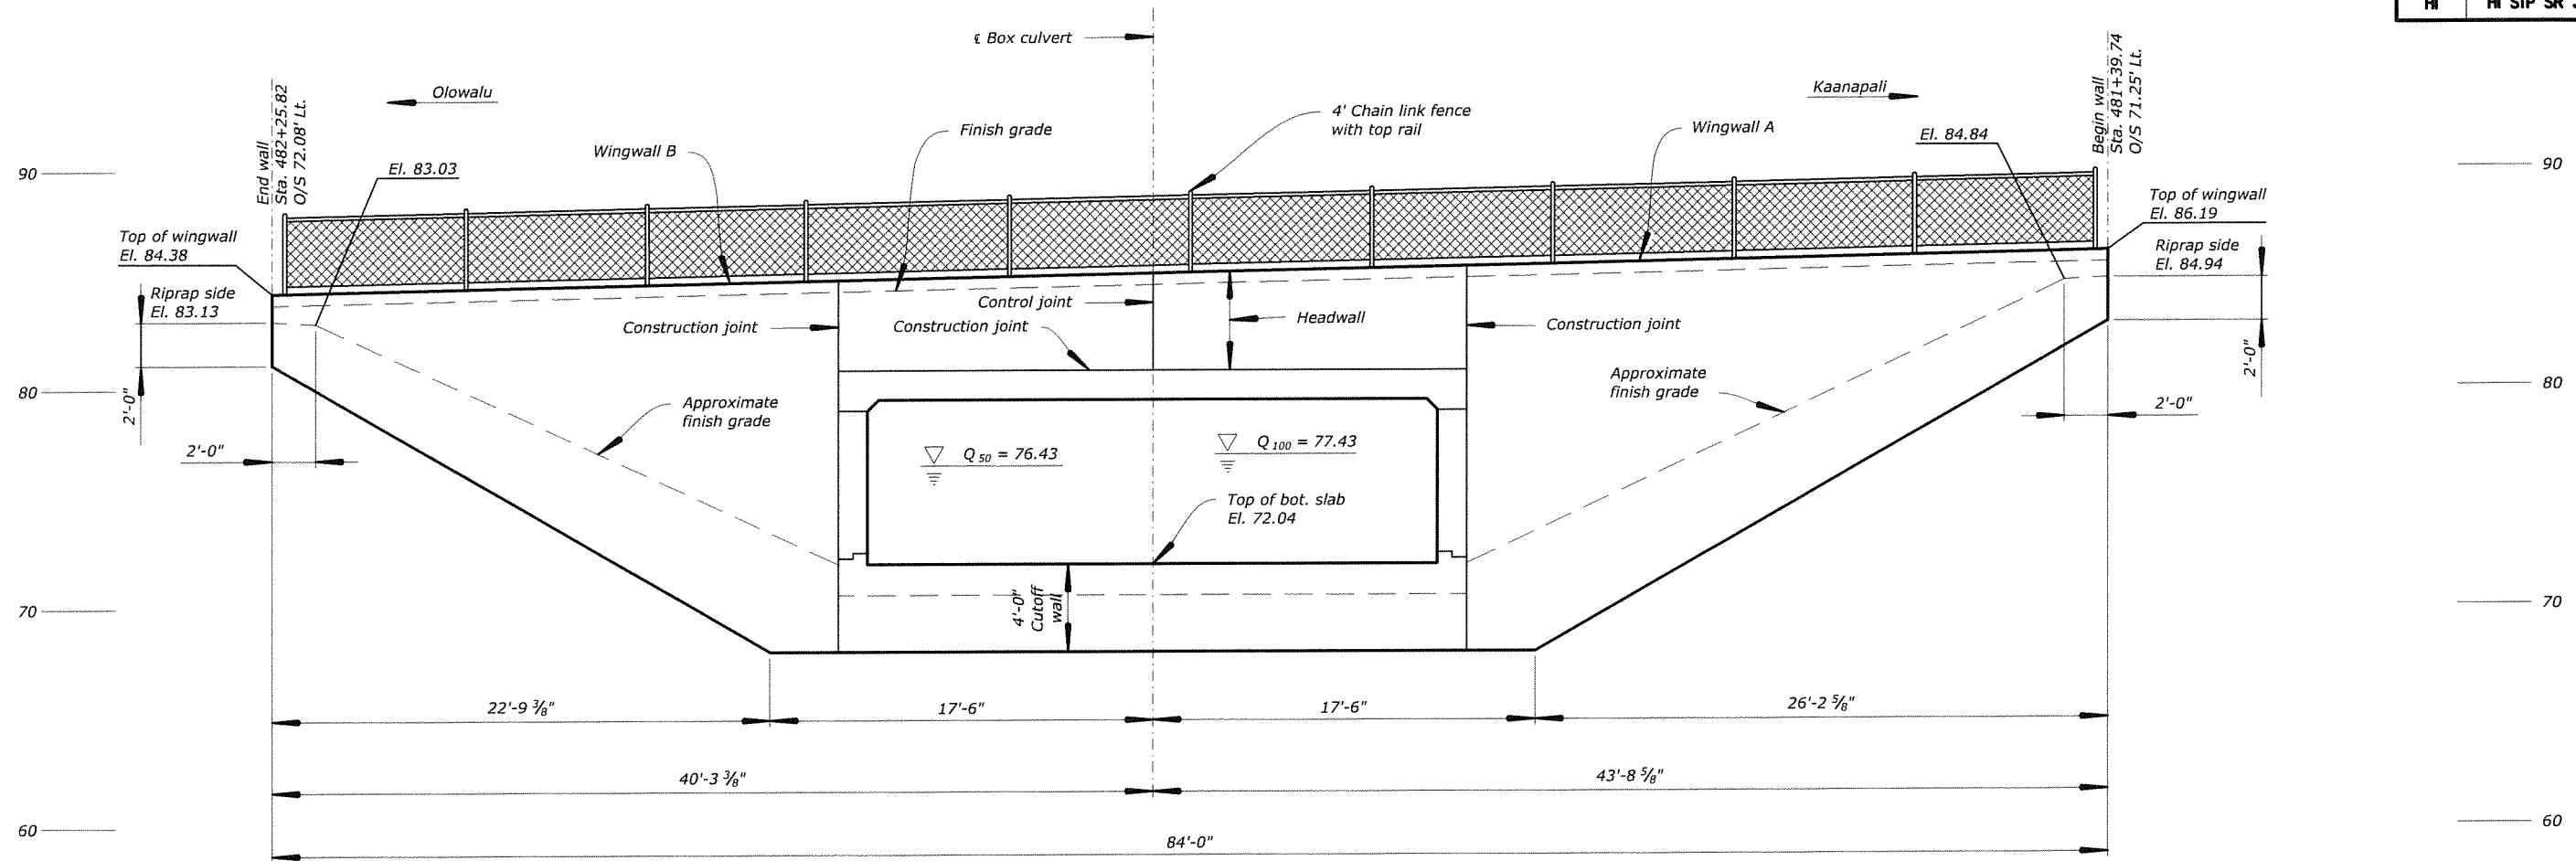 HI
HI STP SR
℄ Box culvert
End wall
Sta. 482+25.82
O/S 72.08' Lt.
Olowalu
Kaanapali
Begin wall
Sta. 481+39.74
O/S 71.25' Lt.
4' Chain link fence
with top rail
Finish grade
Wingwall A
El. 84.84
Wingwall B
El. 83.03
90
90
Top of wingwall
El. 86.19
Top of wingwall
El. 84.38
Riprap side
El. 84.94
Riprap side
El. 83.13
Control joint
Construction joint
Construction joint
Headwall
Construction joint
2'-0"
2'-0"
80
80
Approximate
finish grade
Approximate
finish grade
2'-0"
2'-0"
Q50 = 76.43
Q100 = 77.43
Top of bot. slab
El. 72.04
4'-0"
Cutoff
wall
70
70
22'-9 3/8"
17'-6"
17'-6"
26'-2 5/8"
40'-3 3/8"
43'-8 5/8"
60
60
84'-0"